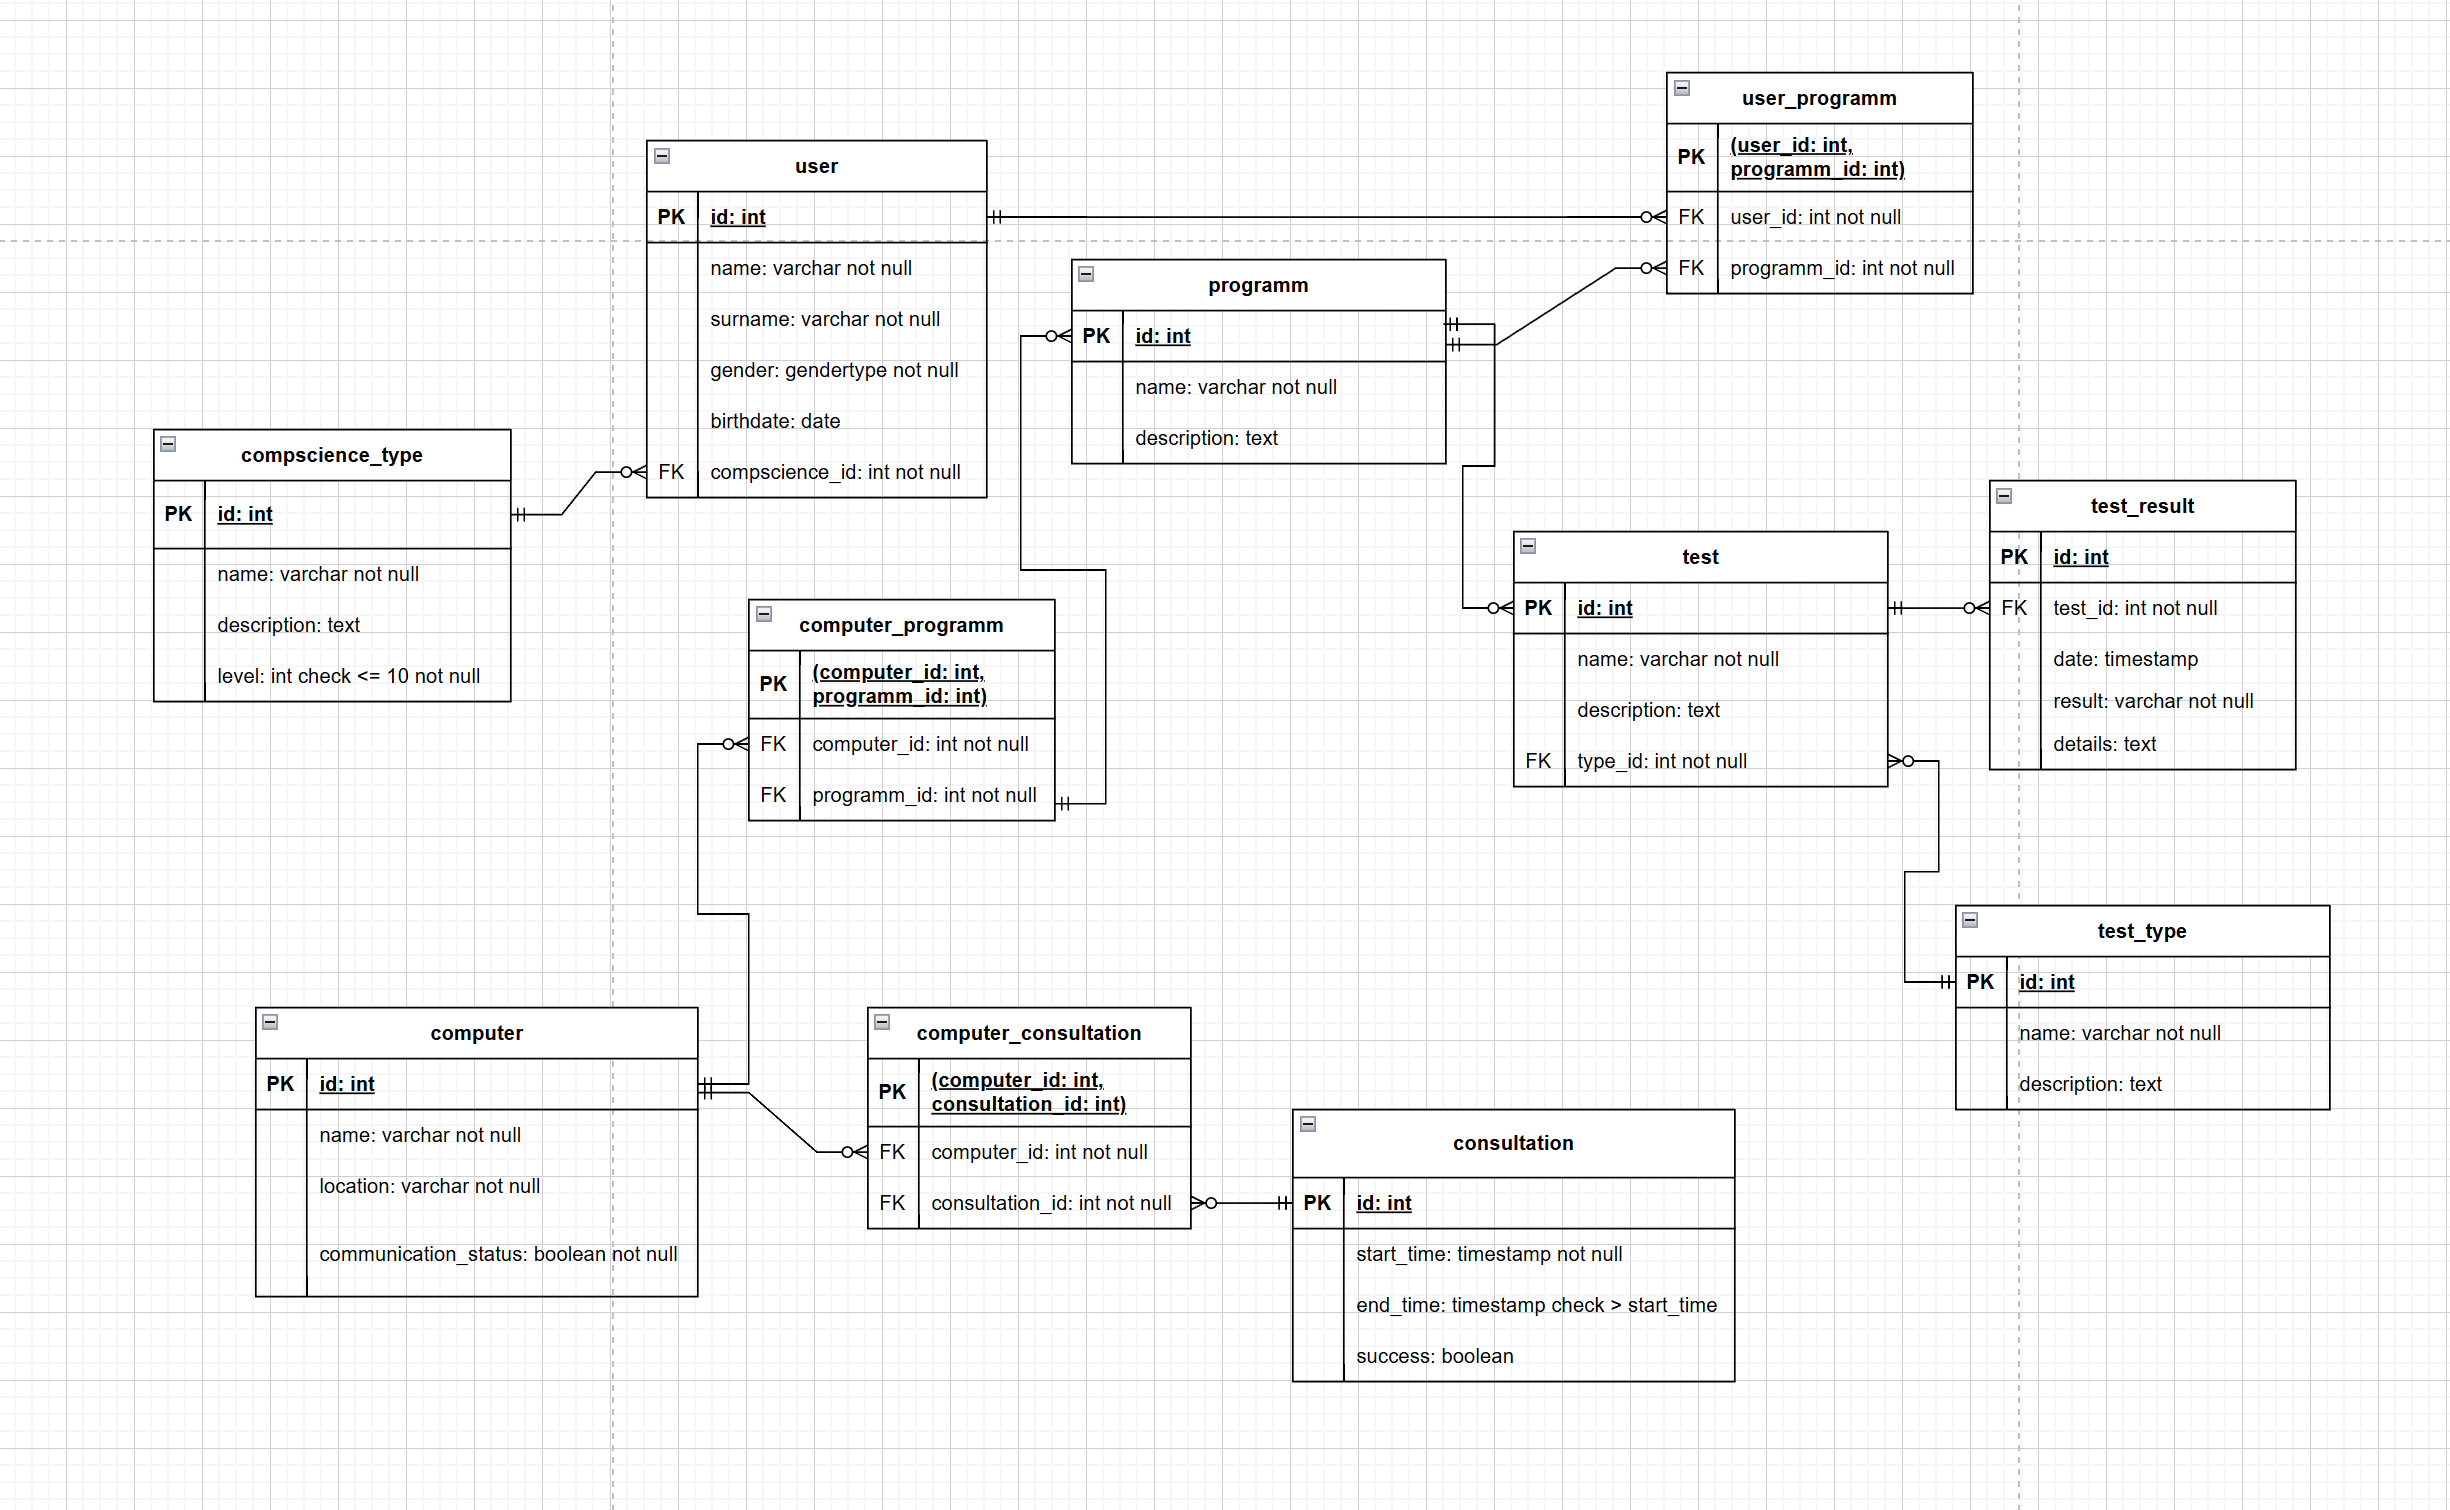 user_programm
PK
(user_id: int,
programm_id: int)
FK
user_id: int not null
FK
programm_id: int not null
user
PK
id: int
name: varchar not null
surname: varchar not null
gender: gendertype not null
birthdate: date
FK
compscience_id: int not null
programm
PK
id: int
name: varchar not null
description: text
compscience_type
PK
id: int
name: varchar not null
description: text
level: int check <= 10 not null
test_result
PK
id: int
FK
test_id: int not null
date: timestamp
result: varchar not null
details: text
test
PK
id: int
name: varchar not null
description: text
FK
type_id: int not null
computer_programm
PK
(computer_id: int,
programm_id: int)
FK
computer_id: int not null
FK
programm_id: int not null
test_type
PK
id: int
name: varchar not null
description: text
computer
PK
id: int
name: varchar not null
location: varchar not null
communication_status: boolean not null
computer_consultation
PK
(computer_id: int,
consultation_id: int)
FK
computer_id: int not null
FK
consultation_id: int not null
consultation
PK
id: int
start_time: timestamp not null
end_time: timestamp check > start_time
success: boolean